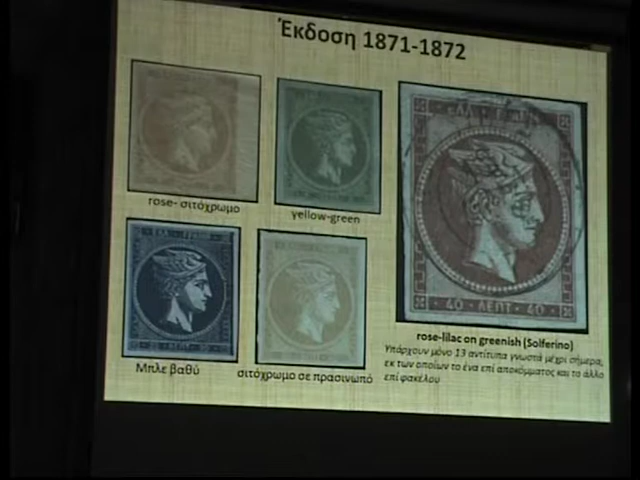 Έκδοση 1871-1872
rose- σιτόχρωμο
yellow-green
40 · ΛΕΠΤ · 40
Μπλε βαθύ
σιτόχρωμο σε πρασινωπό
rose-lilac on greenish (Solferino)
Υπάρχουν μόνο 13 αντίτυπα γνωστά μέχρι σήμερα,
εκ των οποίων το ένα επί αποκόμματος και το άλλο
επί φακέλου